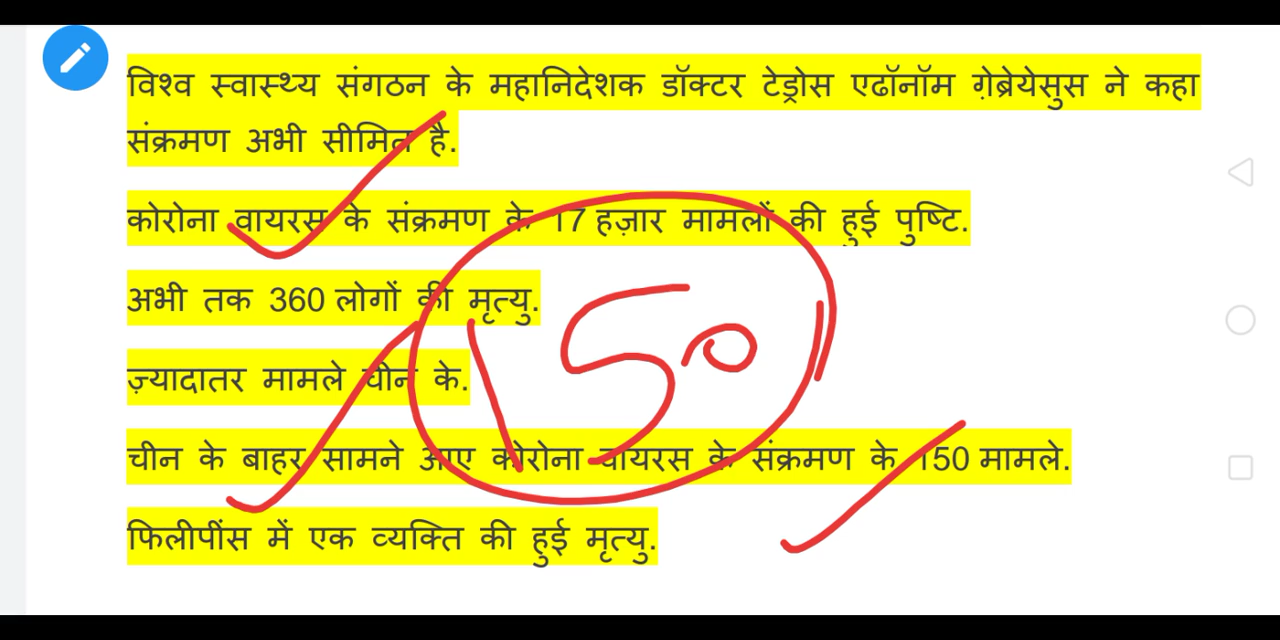 विश्व स्वास्थ्य संगठन के महानिदेशक डॉक्टर टेड्रोस एढॉनॉम ग़ेब्रेयेसुस ने कहा
संक्रमण अभी सीमित है.
कोरोना वायरस के संक्रमण के 17 हज़ार मामलों की हुई पुष्टि.
अभी तक 360 लोगों की मृत्यु.
150
ज़्यादातर मामले चीन के.
चीन के बाहर सामने आए कोरोना वायरस के संक्रमण के 150 मामले.
फिलीपींस में एक व्यक्ति की हुई मृत्यु.